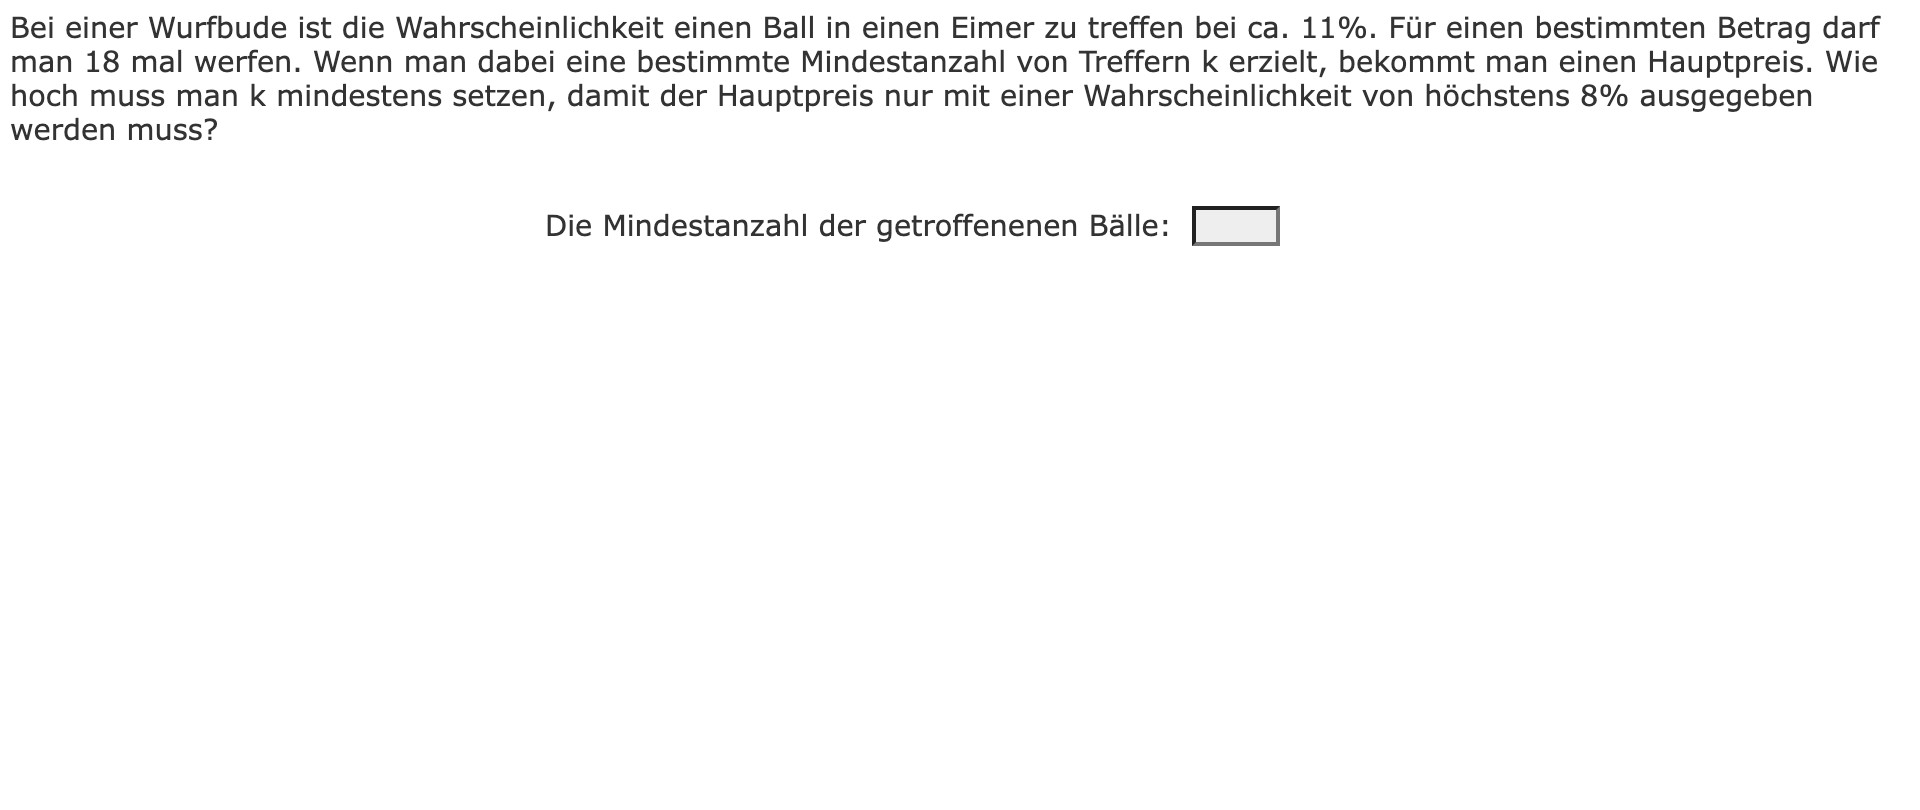 Bei einer Wurfbude ist die Wahrscheinlichkeit einen Ball in einen Eimer zu treffen bei ca. 11%. Für einen bestimmten Betrag darf
man 18 mal werfen. Wenn man dabei eine bestimmte Mindestanzahl von Treffern k erzielt, bekommt man einen Hauptpreis. Wie
hoch muss man k mindestens setzen, damit der Hauptpreis nur mit einer Wahrscheinlichkeit von höchstens 8% ausgegeben
werden muss?
Die Mindestanzahl der getroffenenen Bälle: